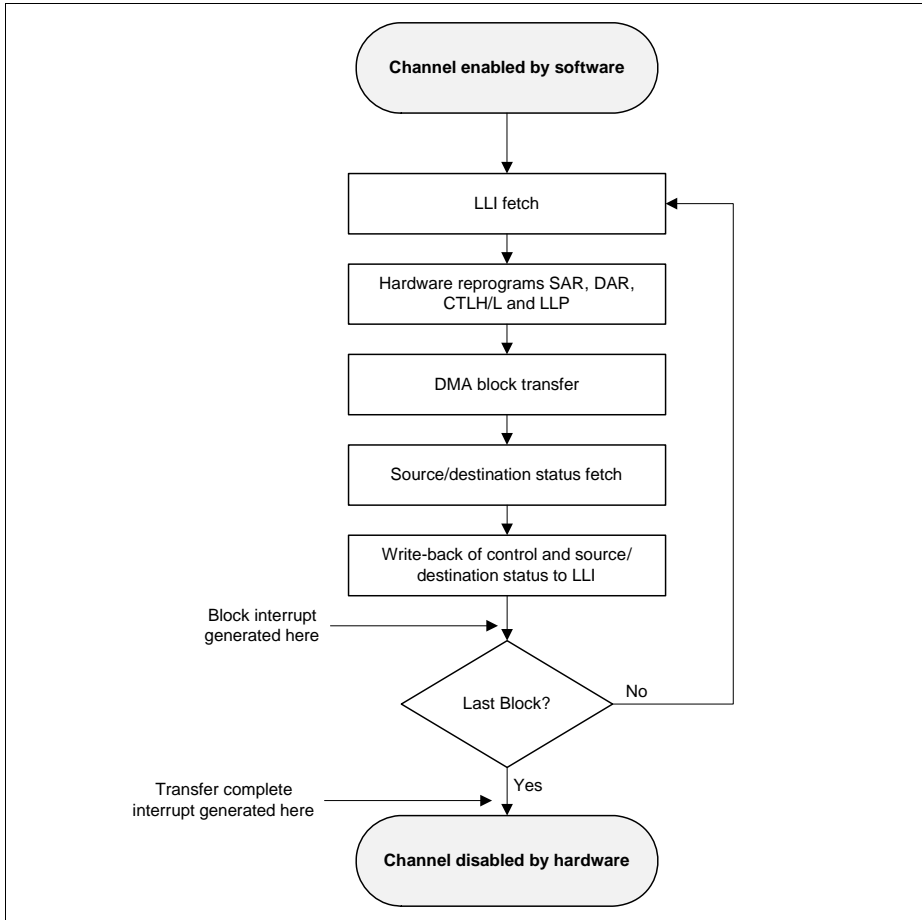 Channel enabled by software
LLI fetch
Hardware reprograms SAR, DAR,
CTLH/L and LLP
DMA block transfer
Source/destination status fetch
Write-back of control and source/
destination status to LLI
Block interrupt
generated here
Last Block?
No
Yes
Transfer complete
interrupt generated here
Channel disabled by hardware